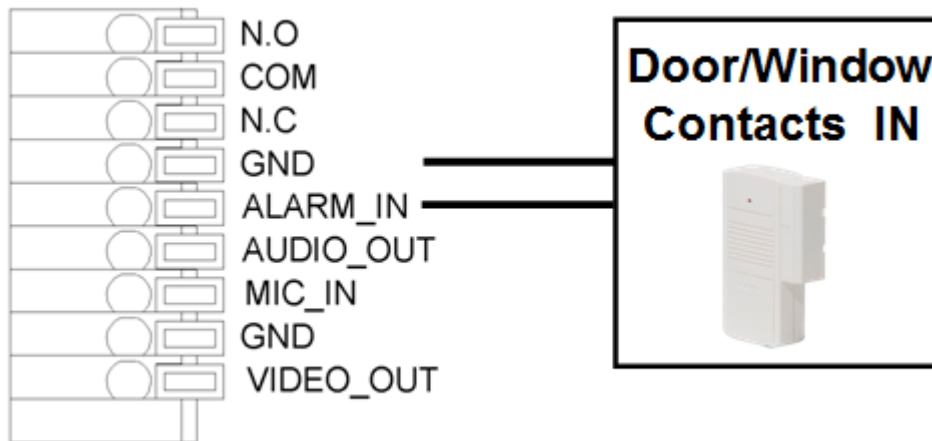 N.O
COM
N.C
GND
ALARM_IN
AUDIO_OUT
MIC_IN
GND
VIDEO_OUT
Door/Window
Contacts IN